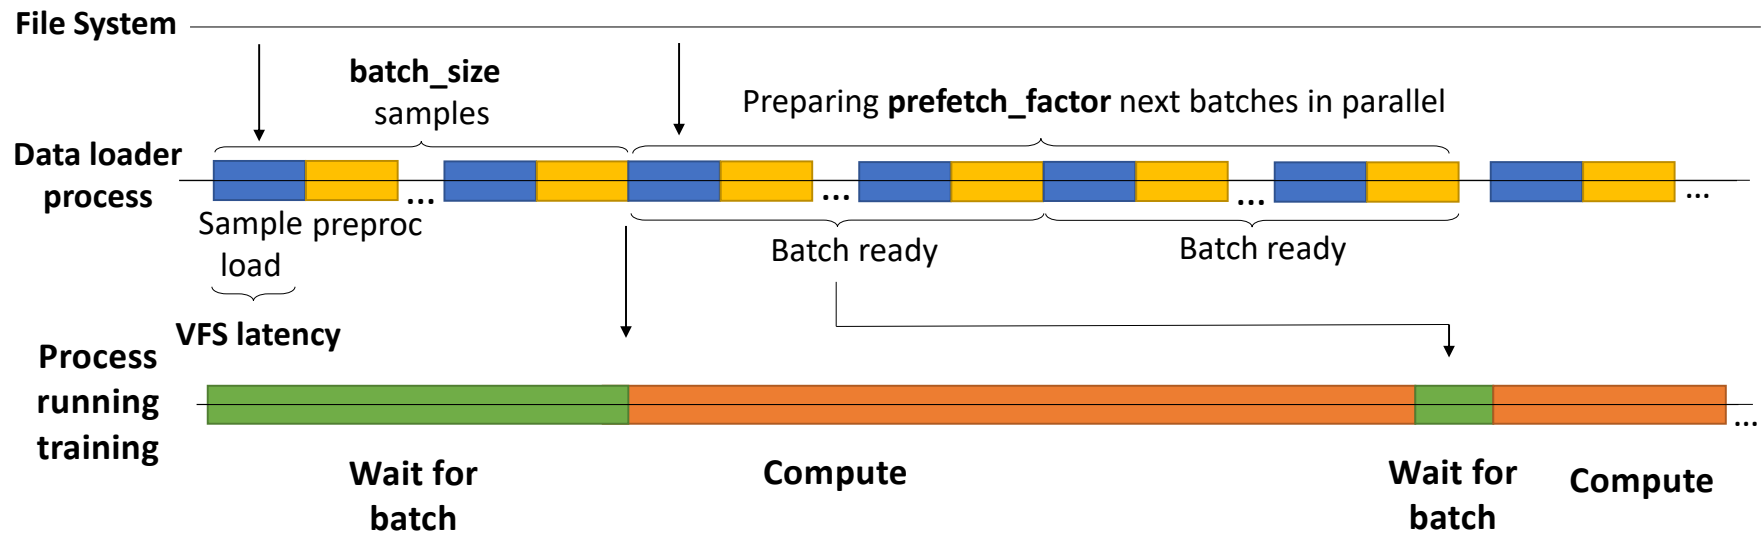 File System
batch_size
samples
Preparing prefetch_factor next batches in parallel
Data loader
process
...
...
...
...
Sample preproc
load
Batch ready
Batch ready
VFS latency
Process
running
training
...
Wait for
batch
Compute
Wait for
batch
Compute